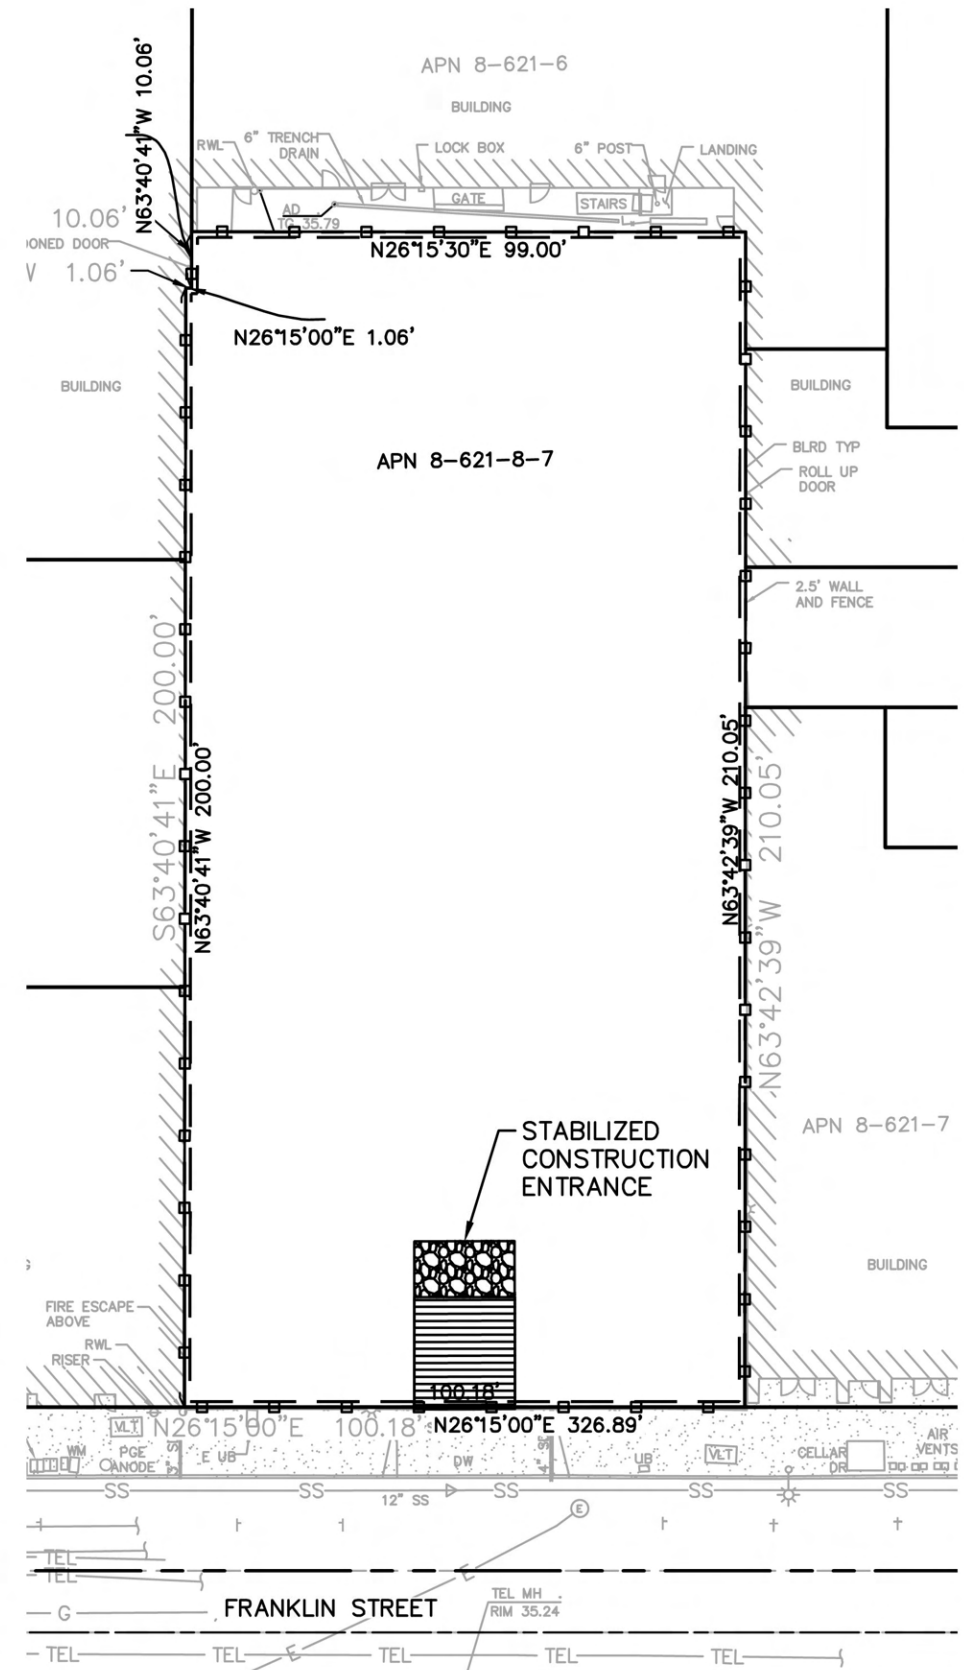 APN 8-621-6
BUILDING
N63°40'41"W 10.06'
RWL
6" TRENCH
DRAIN
LOCK BOX
6" POST
LANDING
GATE
STAIRS
AD
TG 35.79
10.06'
DOOR
1.06'
N26°15'30"E 99.00'
N26°15'00"E 1.06'
BUILDING
BUILDING
APN 8-621-8-7
BLRD TYP
ROLL UP
DOOR
2.5' WALL
AND FENCE
S63°40'41"E 200.00'
N63°40'41"W 200.00'
N63°42'39"W 210.05'
N63°42'39"W 210.05'
APN 8-621-7
STABILIZED
CONSTRUCTION
ENTRANCE
BUILDING
FIRE ESCAPE
ABOVE
RWL
RISER
100.18'
N26°15'00"E 100.18'
N26°15'00"E 326.89'
VLT
WM
PGE
ANODE
E UB
DW
UB
VLT
CELLAR
DR
AIR
VENTS
SS SS SS SS SS
12" SS
E
TEL
TEL
E
G
FRANKLIN STREET
TEL MH
RIM 35.24
E
TEL TEL TEL TEL TEL